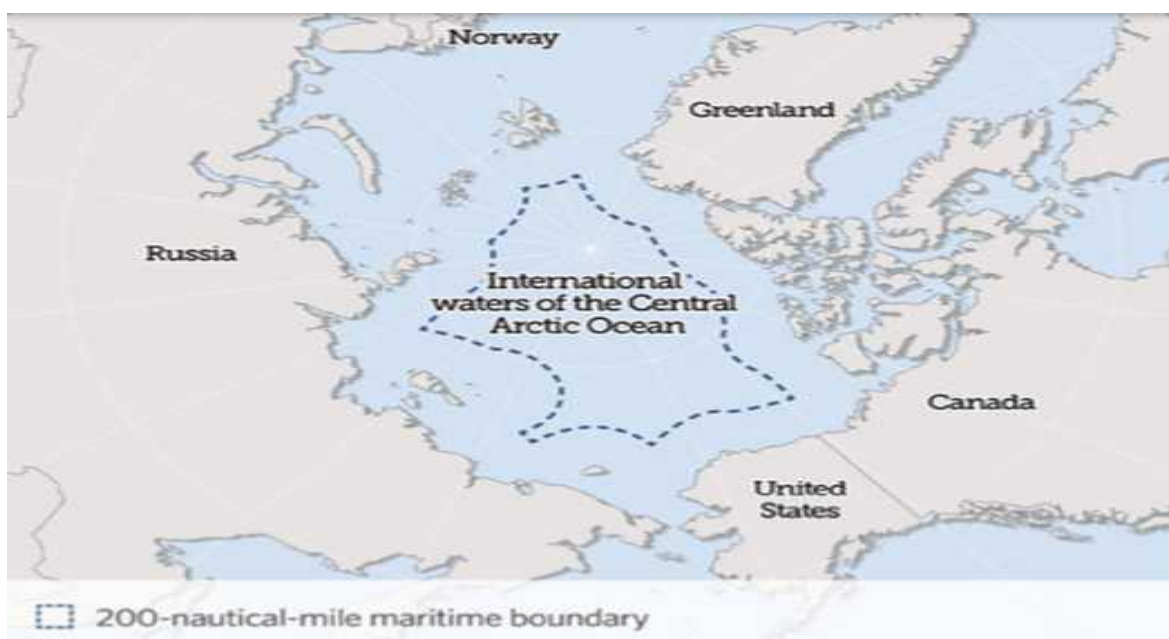 Norway
Greenland
Russia
International
waters of the Central
Arctic Ocean
Canada
United
States
200-nautical-mile maritime boundary